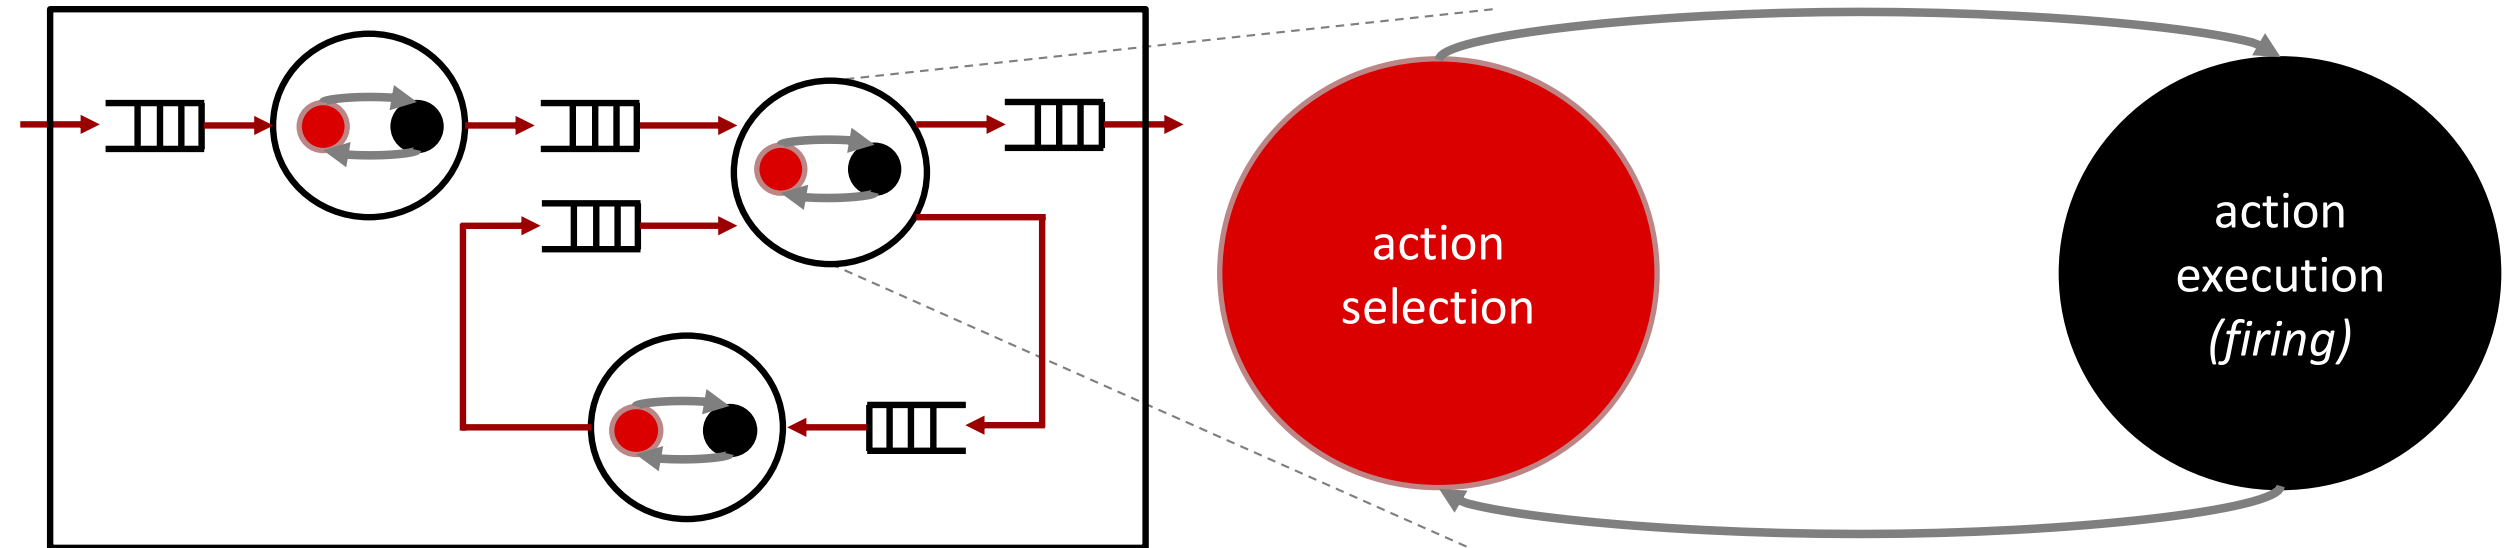 action
selection
action
execution
(firing)